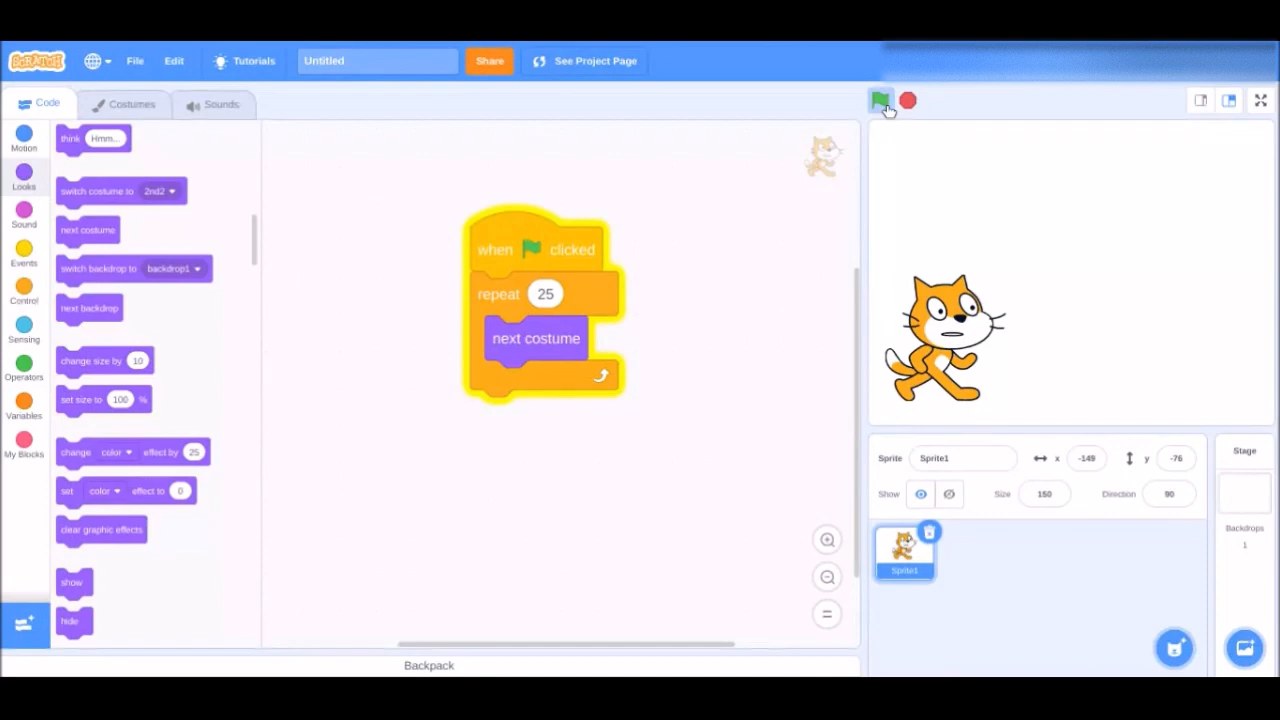 SCRATCH
File
Edit
Tutorials
Untitled
Share
See Project Page
Code
Costumes
Sounds
Motion
Looks
Sound
Events
Control
Sensing
Operators
Variables
My Blocks
think Hmm...
switch costume to 2nd2
next costume
switch backdrop to backdrop1
next backdrop
change size by 10
set size to 100 %
change color effect by 25
set color effect to 0
clear graphic effects
show
hide
when clicked
repeat 25
next costume
Backpack
Sprite Sprite1 x -149 y -76
Show Size 150 Direction 90
Sprite1
Stage
Backdrops
1